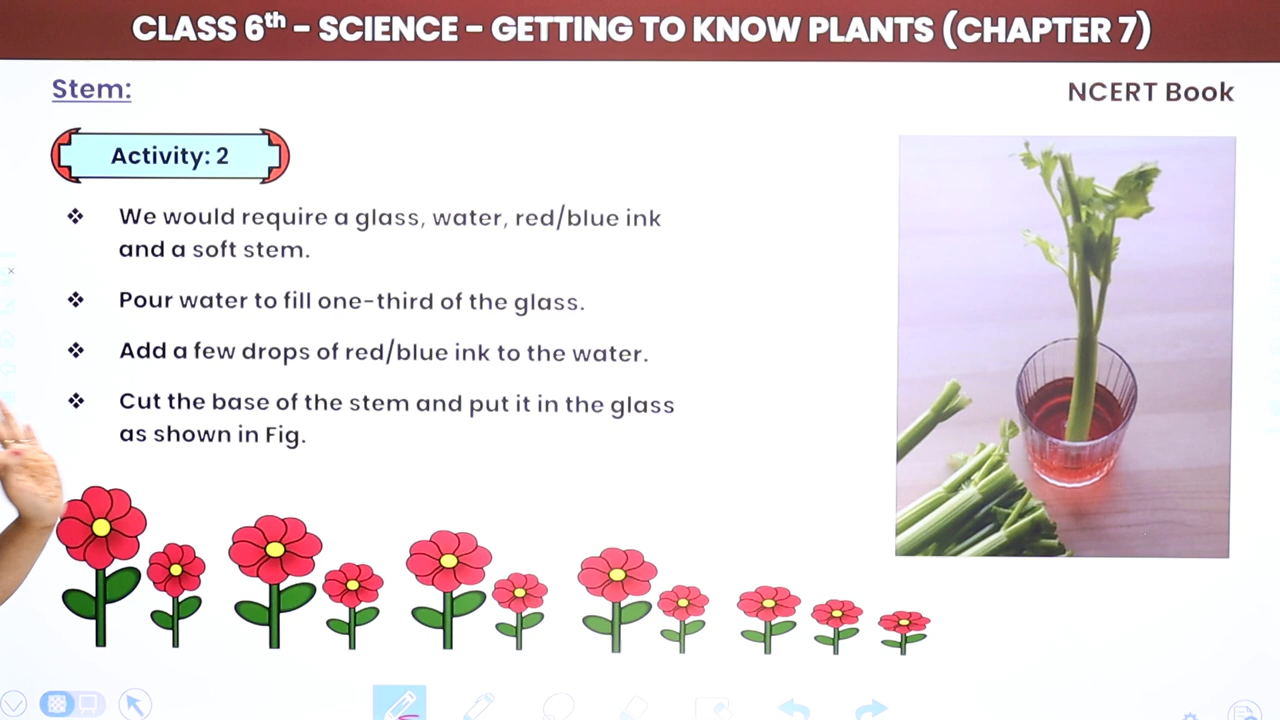 CLASS 6th – SCIENCE – GETTING TO KNOW PLANTS (CHAPTER 7)
Stem:
NCERT Book
Activity: 2
❖ We would require a glass, water, red/blue ink
and a soft stem.
❖ Pour water to fill one-third of the glass.
❖ Add a few drops of red/blue ink to the water.
❖ Cut the base of the stem and put it in the glass
as shown in Fig.